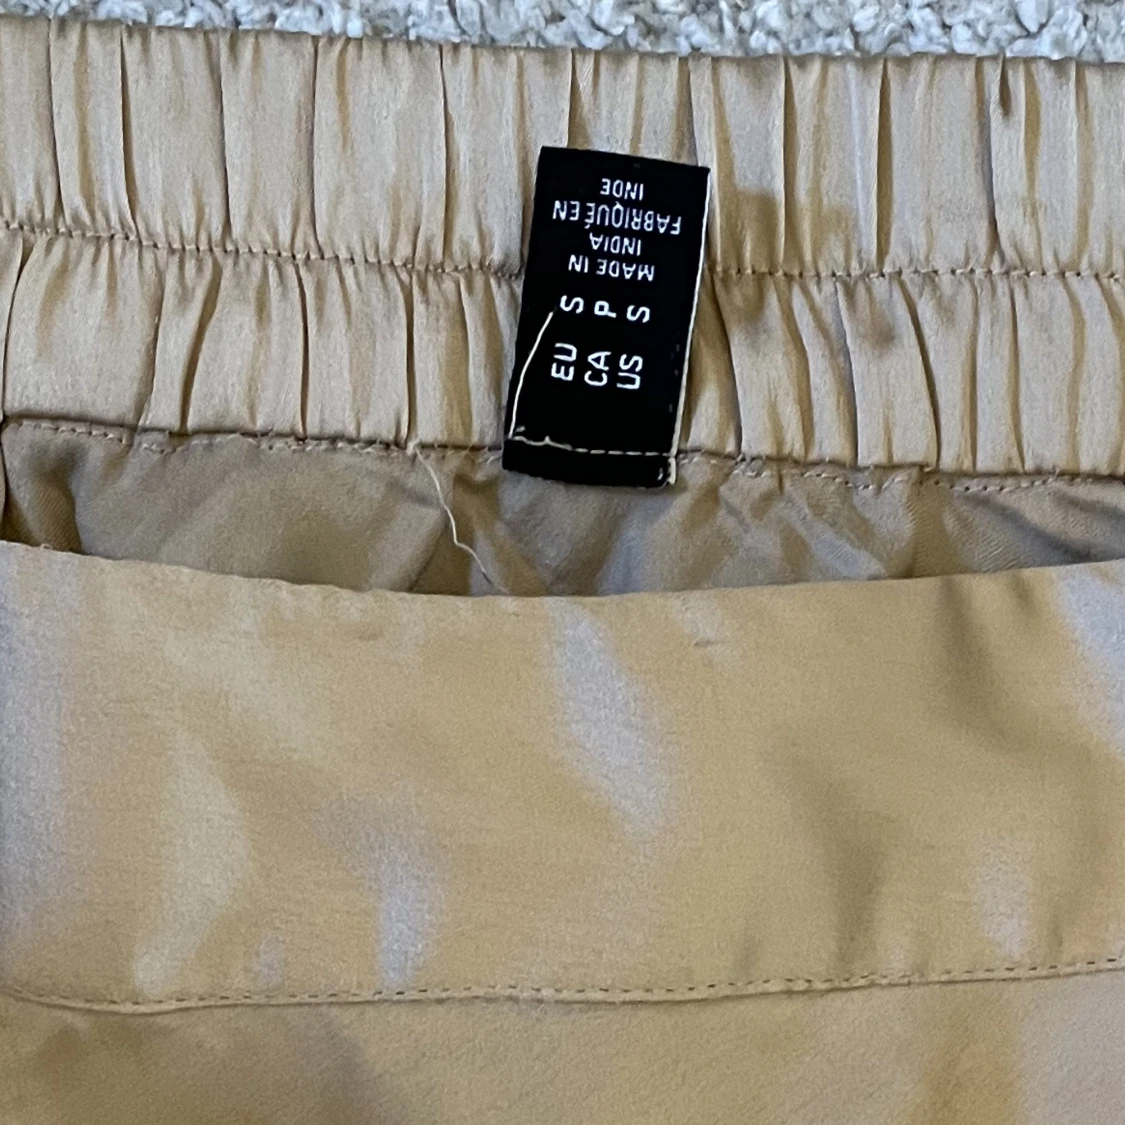 EU S
CA P
US S
MADE IN
INDIA
FABRIQUÉ EN
INDE